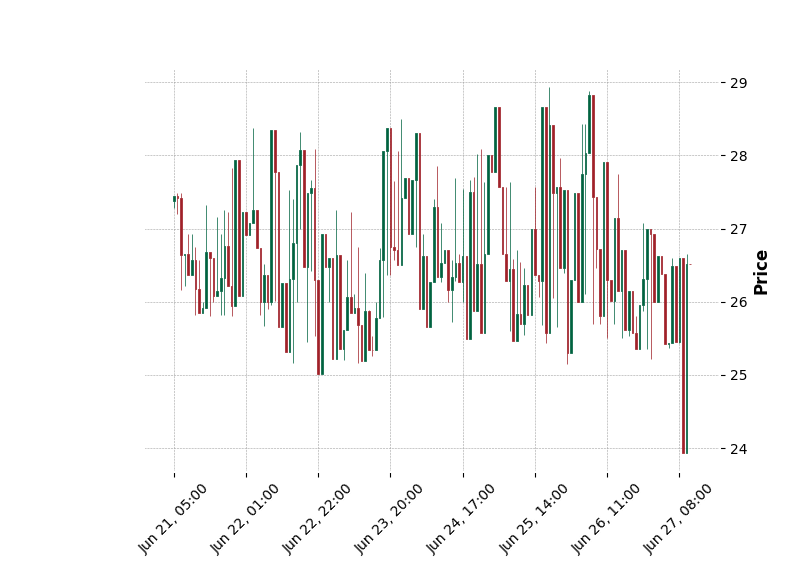 29
28
27
26
25
24
Price
Jun 21, 05:00
Jun 22, 01:00
Jun 22, 22:00
Jun 23, 20:00
Jun 24, 17:00
Jun 25, 14:00
Jun 26, 11:00
Jun 27, 08:00